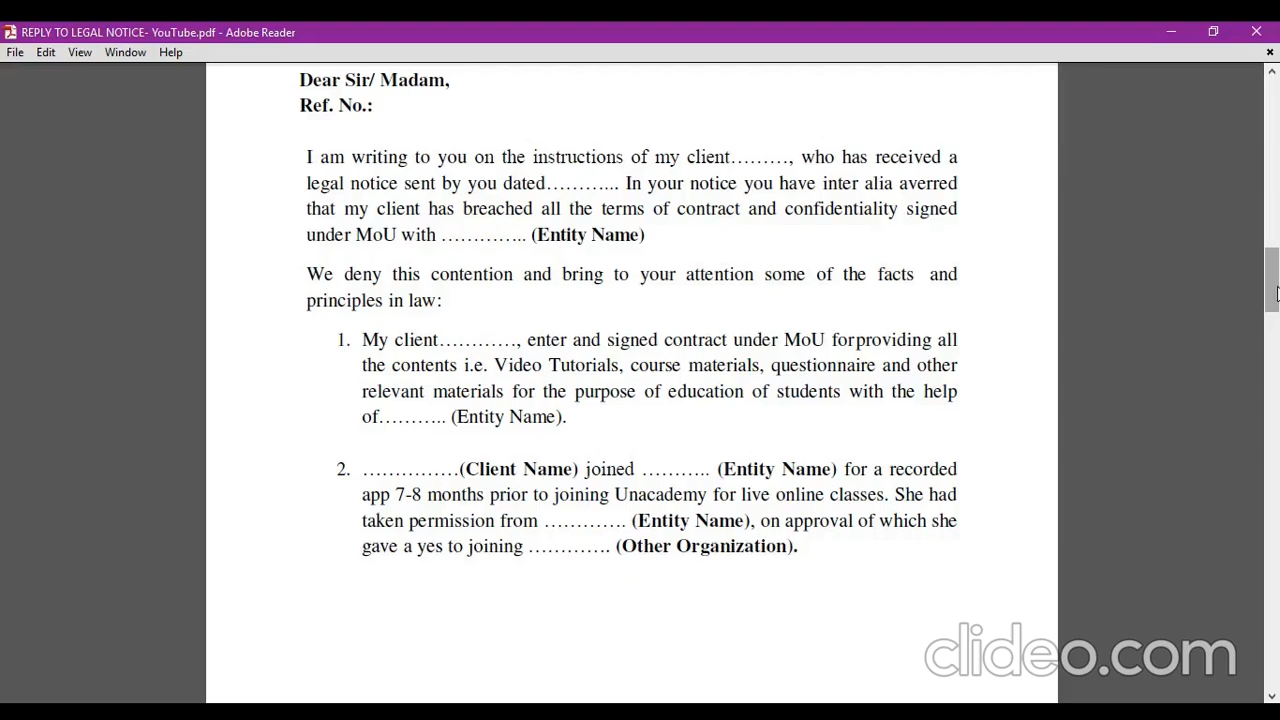 REPLY TO LEGAL NOTICE- YouTube.pdf - Adobe Reader
File Edit View Window Help
Dear Sir/ Madam,
Ref. No.:
I am writing to you on the instructions of my client………, who has received a
legal notice sent by you dated………... In your notice you have inter alia averred
that my client has breached all the terms of contract and confidentiality signed
under MoU with ………….. (Entity Name)
We deny this contention and bring to your attention some of the facts and
principles in law:
1. My client…………, enter and signed contract under MoU forproviding all
the contents i.e. Video Tutorials, course materials, questionnaire and other
relevant materials for the purpose of education of students with the help
of……….. (Entity Name).
2. ……………(Client Name) joined ……….. (Entity Name) for a recorded
app 7-8 months prior to joining Unacademy for live online classes. She had
taken permission from …………. (Entity Name), on approval of which she
gave a yes to joining …………. (Other Organization).
clideo.com